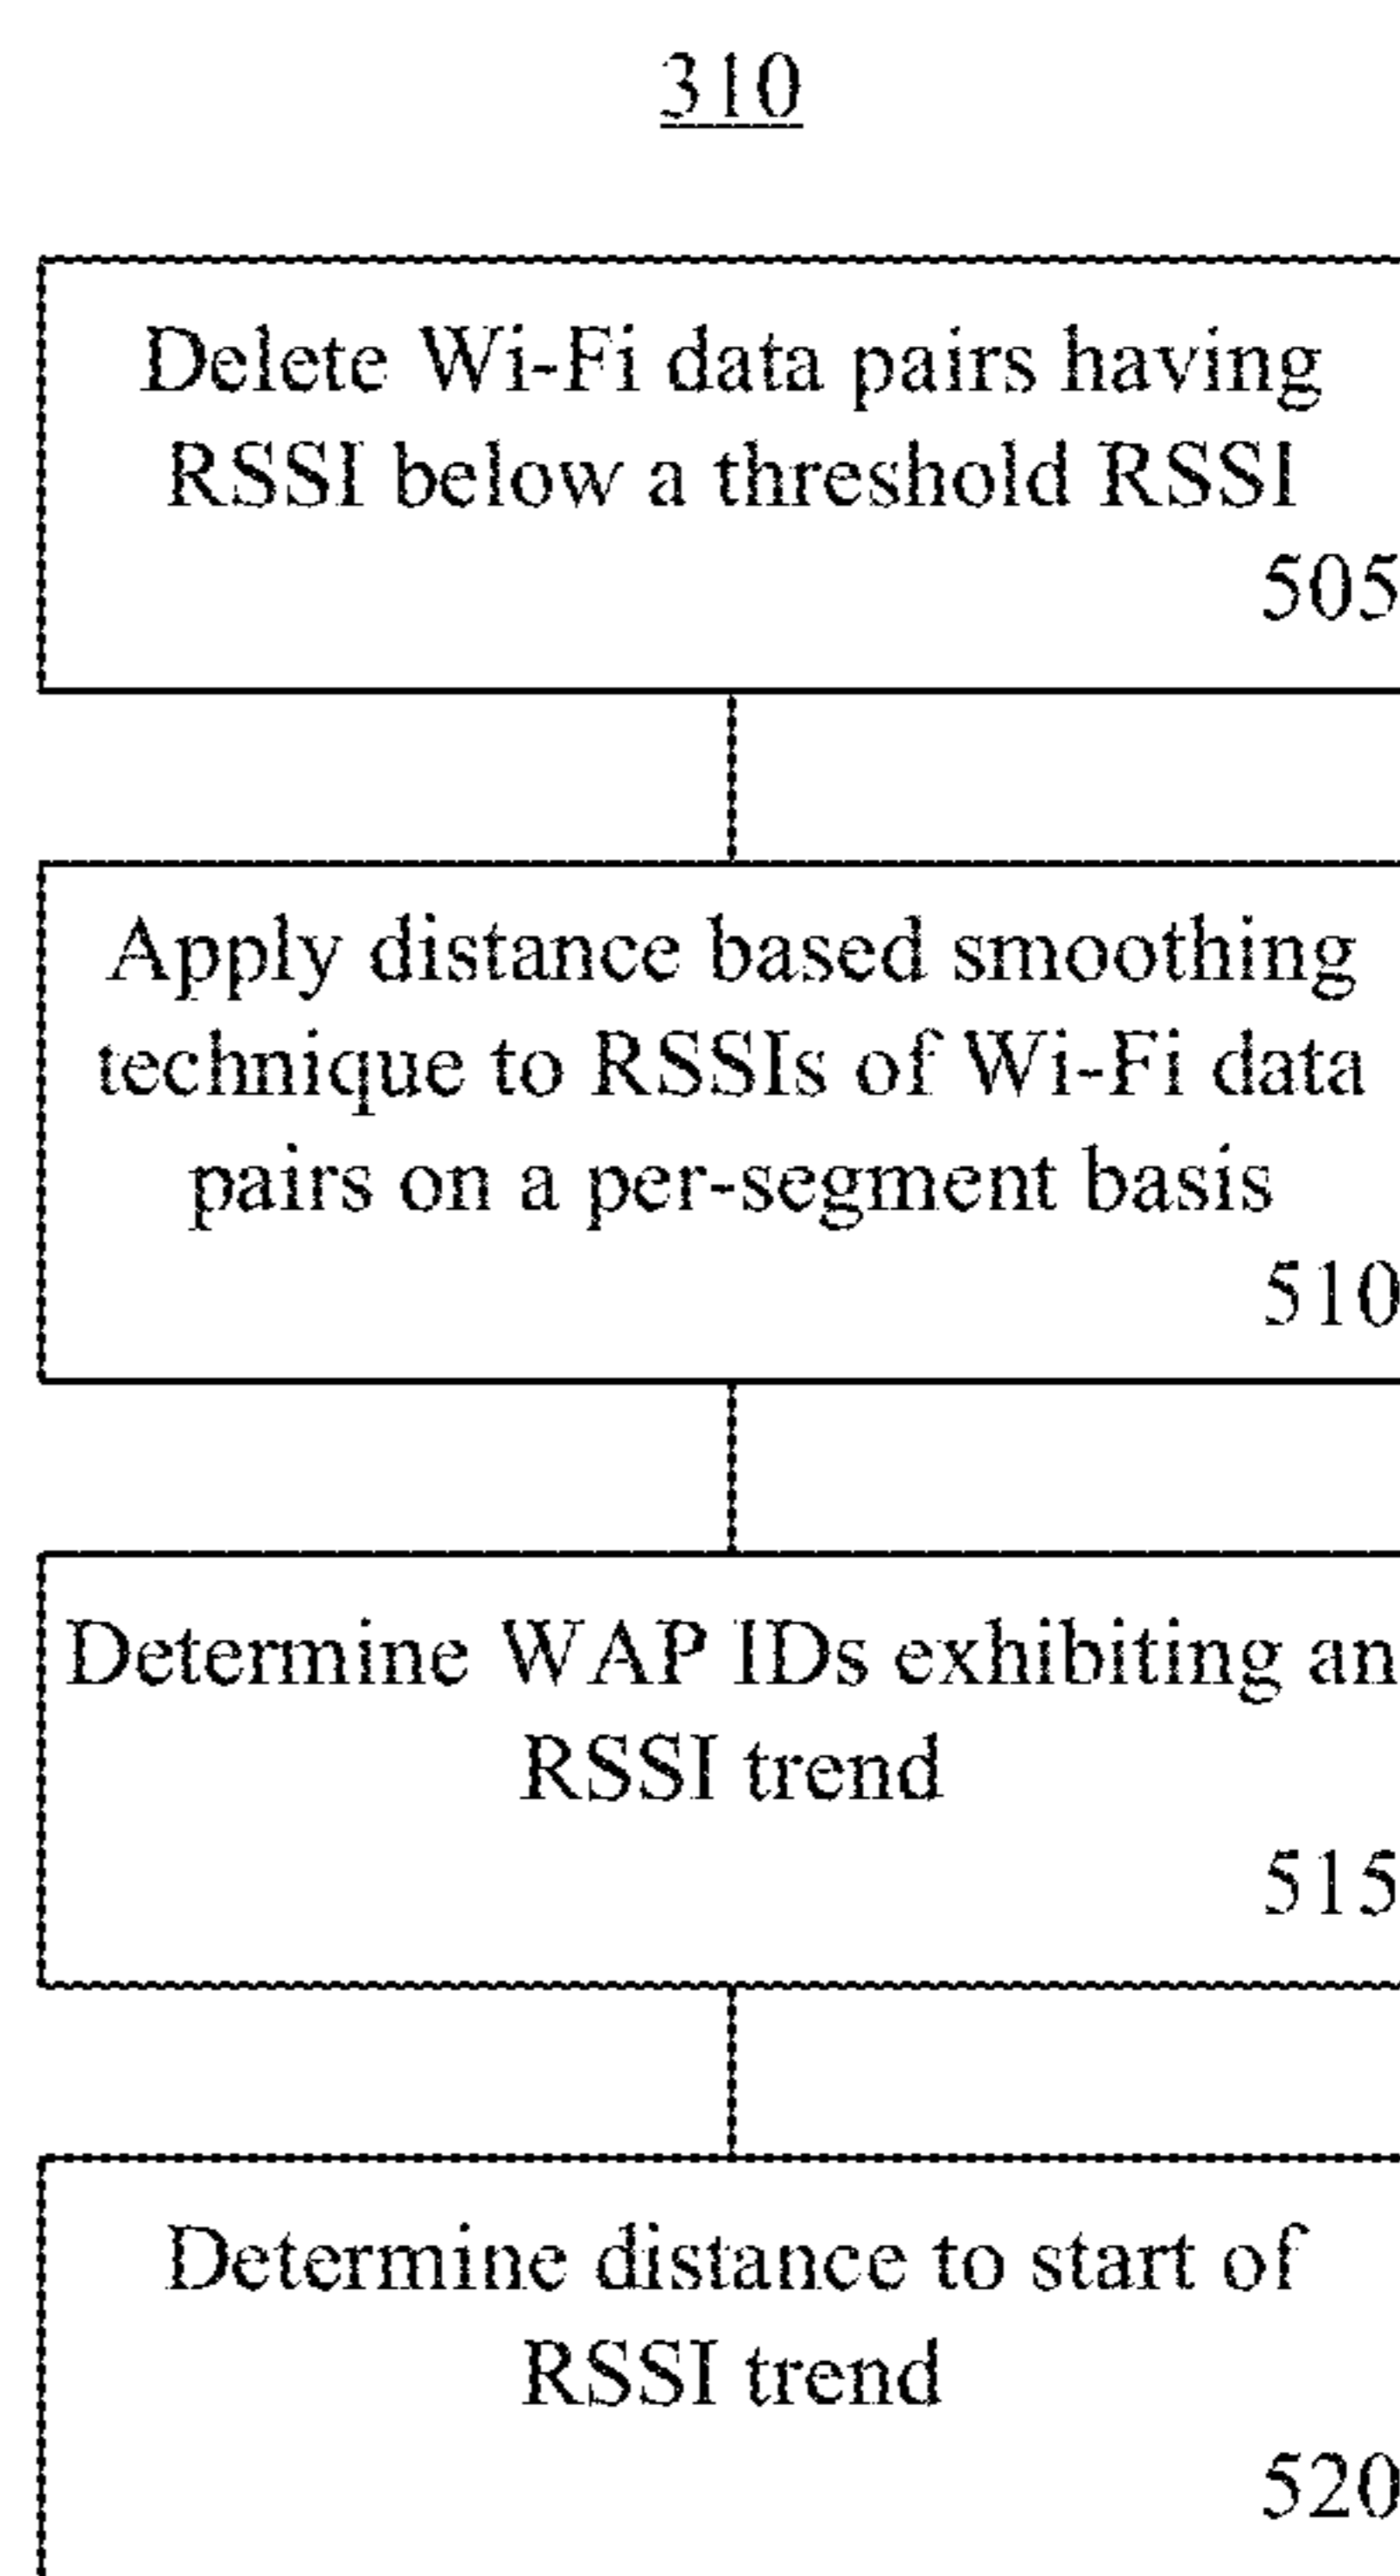 310
Delete Wi-Fi data pairs having
RSSI below a threshold RSSI
505
Apply distance based smoothing
technique to RSSIs of Wi-Fi data
pairs on a per-segment basis
510
Determine WAP IDs exhibiting an
RSSI trend
515
Determine distance to start of
RSSI trend
520